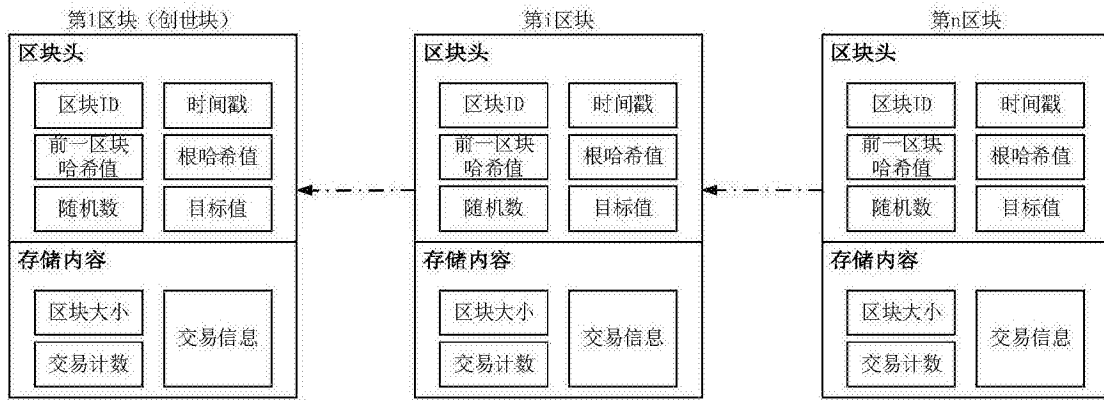 第1区块（创世块）
区块头
区块ID
时间戳
前一区块
哈希值
根哈希值
随机数
目标值
存储内容
区块大小
交易计数
交易信息
第i区块
区块头
区块ID
时间戳
前一区块
哈希值
根哈希值
随机数
目标值
存储内容
区块大小
交易计数
交易信息
第n区块
区块头
区块ID
时间戳
前一区块
哈希值
根哈希值
随机数
目标值
存储内容
区块大小
交易计数
交易信息